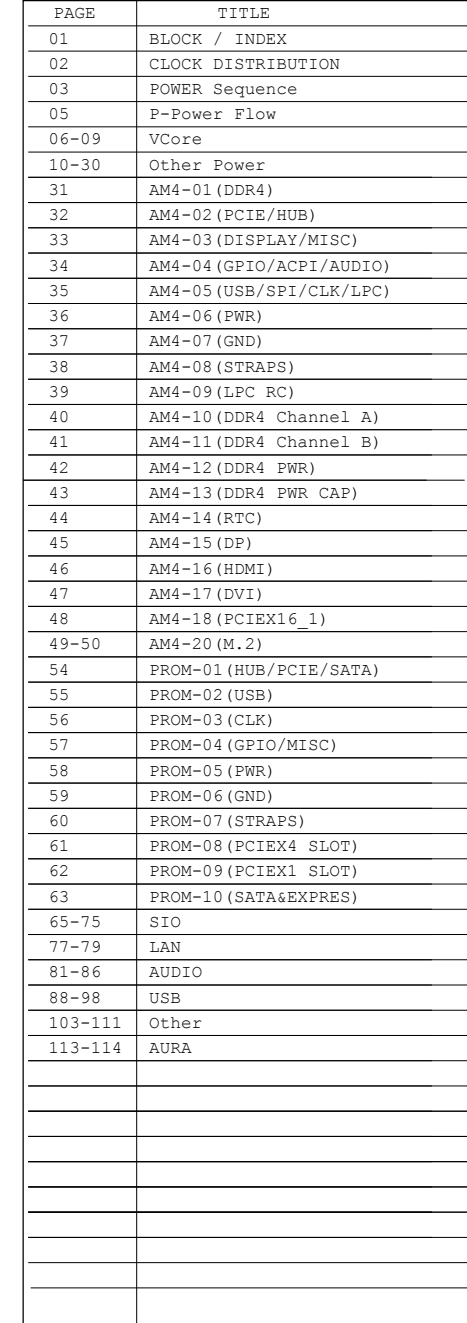 PAGE TITLE
01 BLOCK / INDEX
02 CLOCK DISTRIBUTION
03 POWER Sequence
05 P-Power Flow
06-09 VCore
10-30 Other Power
31 AM4-01(DDR4)
32 AM4-02(PCIE/HUB)
33 AM4-03(DISPLAY/MISC)
34 AM4-04(GPIO/ACPI/AUDIO)
35 AM4-05(USB/SPI/CLK/LPC)
36 AM4-06(PWR)
37 AM4-07(GND)
38 AM4-08(STRAPS)
39 AM4-09(LPC RC)
40 AM4-10(DDR4 Channel A)
41 AM4-11(DDR4 Channel B)
42 AM4-12(DDR4 PWR)
43 AM4-13(DDR4 PWR CAP)
44 AM4-14(RTC)
45 AM4-15(DP)
46 AM4-16(HDMI)
47 AM4-17(DVI)
48 AM4-18(PCIEX16_1)
49-50 AM4-20(M.2)
54 PROM-01(HUB/PCIE/SATA)
55 PROM-02(USB)
56 PROM-03(CLK)
57 PROM-04(GPIO/MISC)
58 PROM-05(PWR)
59 PROM-06(GND)
60 PROM-07(STRAPS)
61 PROM-08(PCIEX4 SLOT)
62 PROM-09(PCIEX1 SLOT)
63 PROM-10(SATA&EXPRES)
65-75 SIO
77-79 LAN
81-86 AUDIO
88-98 USB
103-111 Other
113-114 AURA